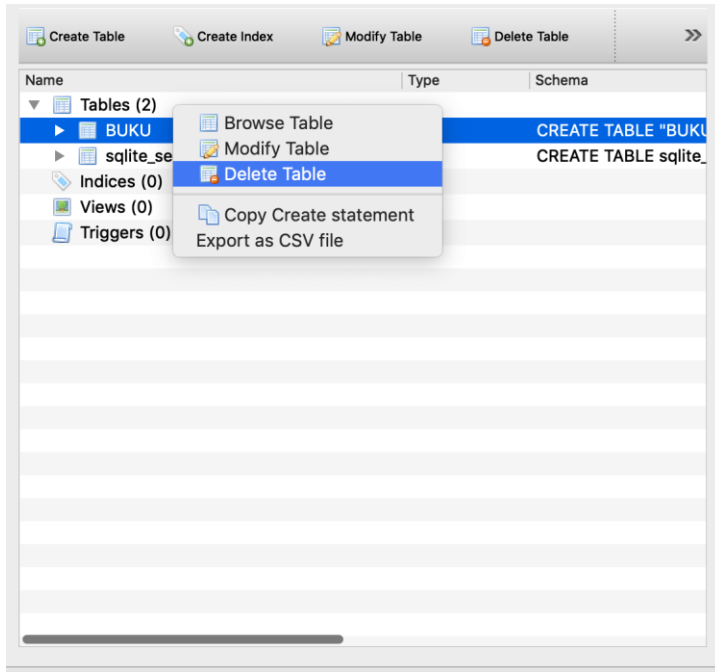 Create Table Create Index Modify Table Delete Table »
Name Type Schema
Tables (2)
BUKU CREATE TABLE "BUKU
sqlite_se CREATE TABLE sqlite_
Indices (0)
Views (0)
Triggers (0)
Browse Table
Modify Table
Delete Table
Copy Create statement
Export as CSV file